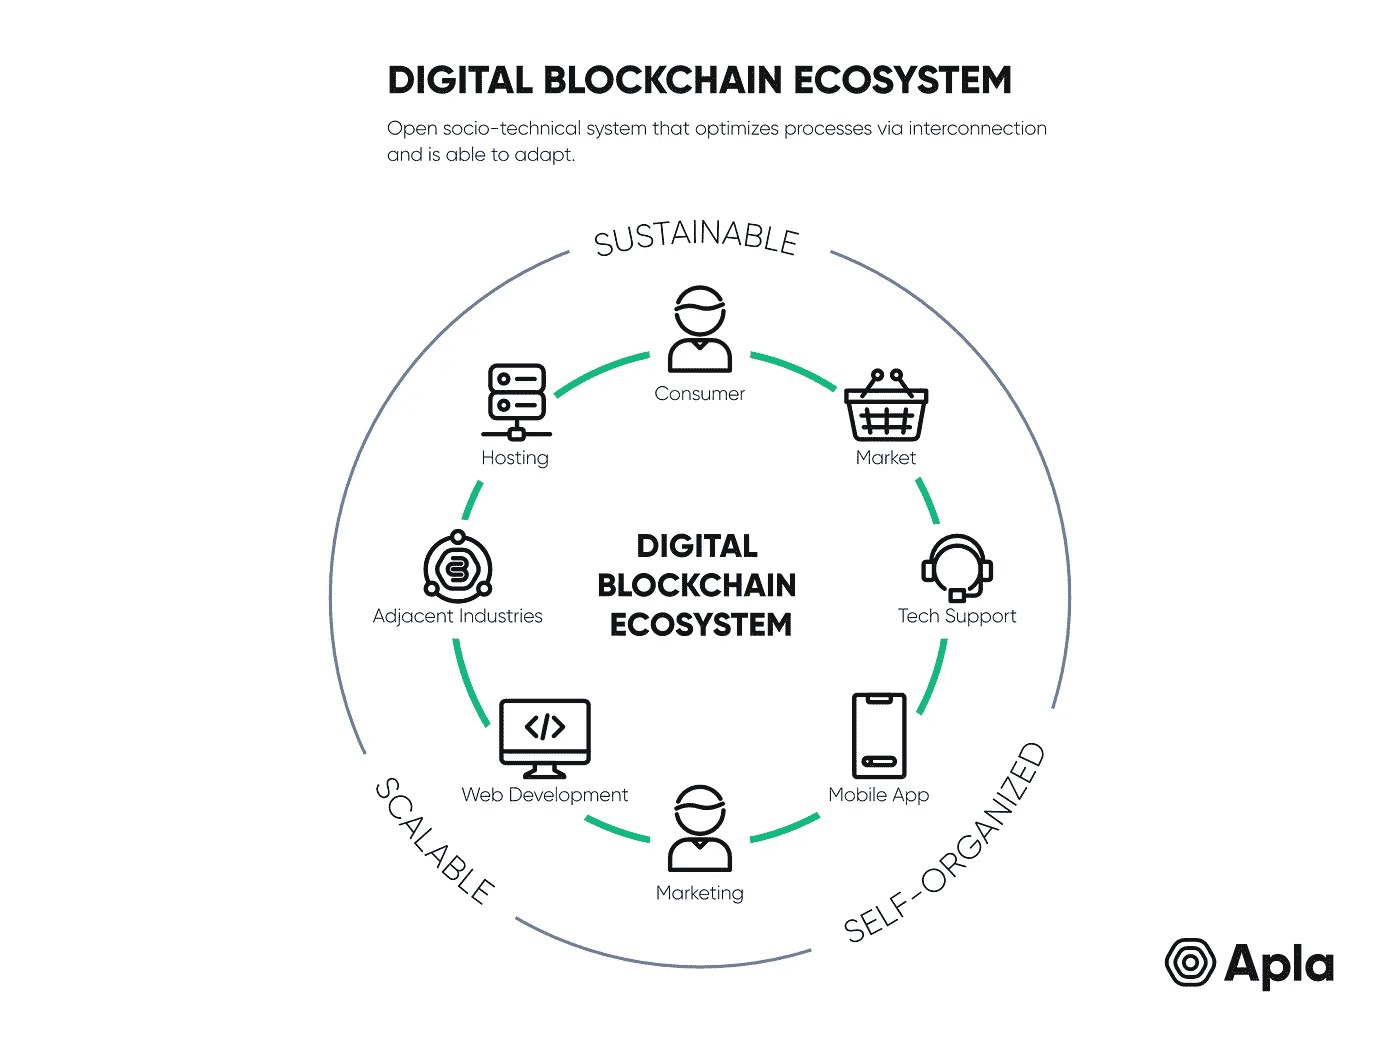 DIGITAL BLOCKCHAIN ECOSYSTEM
Open socio-technical system that optimizes processes via interconnection
and is able to adapt.
SUSTAINABLE
Consumer
Hosting
Market
DIGITAL
BLOCKCHAIN
ECOSYSTEM
Adjacent Industries
Tech Support
Web Development
Mobile App
Marketing
SCALABLE
SELF-ORGANIZED
Apla